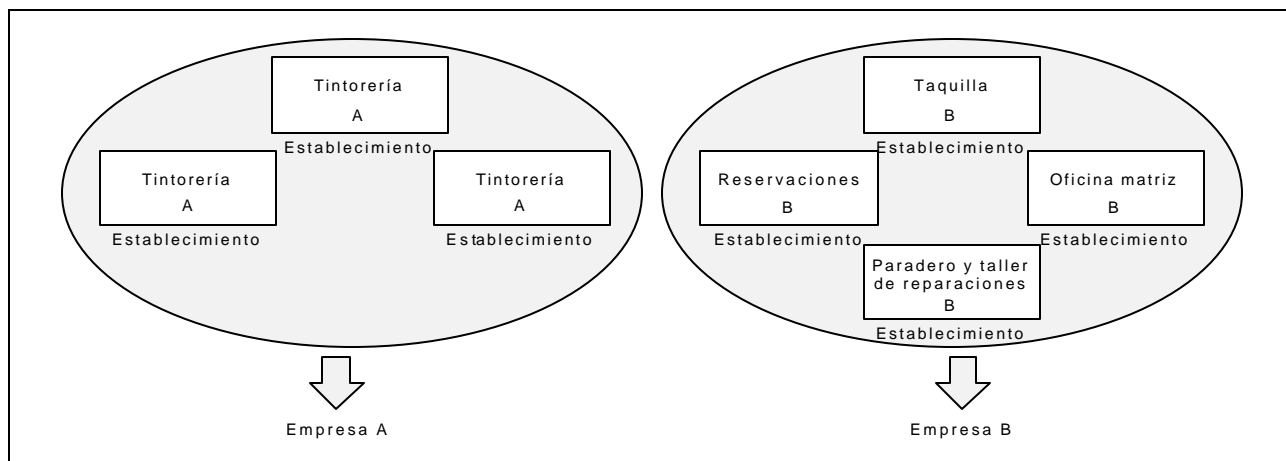 Tintorería
A
Establecimiento
Tintorería
A
Establecimiento
Tintorería
A
Establecimiento
Empresa A
Taquilla
B
Establecimiento
Reservaciones
B
Establecimiento
Oficina matriz
B
Establecimiento
Paradero y taller
de reparaciones
B
Establecimiento
Empresa B